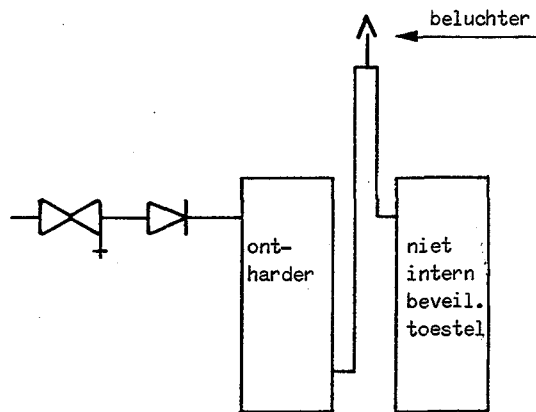 beluchter
ont-
harder
niet
intern
beveil.
toestel